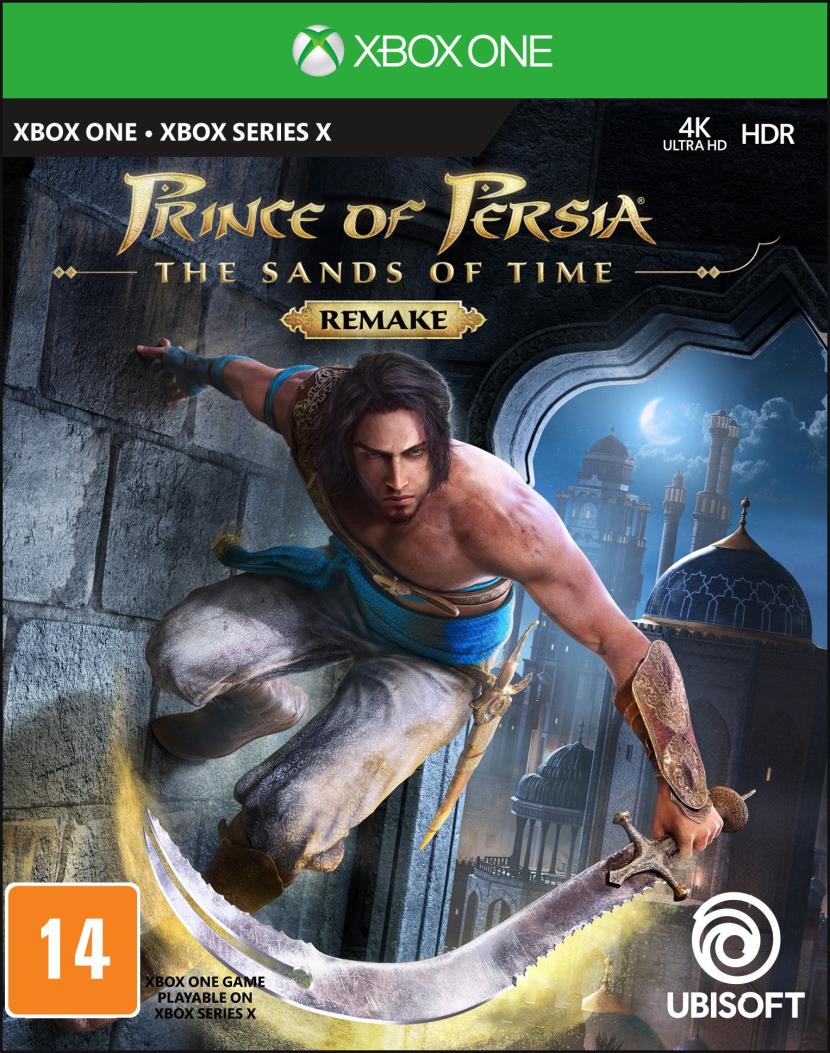 XBOX ONE
XBOX ONE • XBOX SERIES X
4K
ULTRA HD
HDR
PRINCE OF PERSIA®
THE SANDS OF TIME
REMAKE
14
XBOX ONE GAME
PLAYABLE ON
XBOX SERIES X
UBISOFT